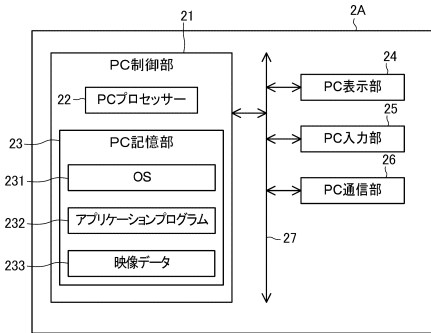 2A
21
PC制御部
22
PCプロセッサー
23
PC記憶部
231
OS
232
アプリケーションプログラム
233
映像データ
24
PC表示部
25
PC入力部
26
PC通信部
27